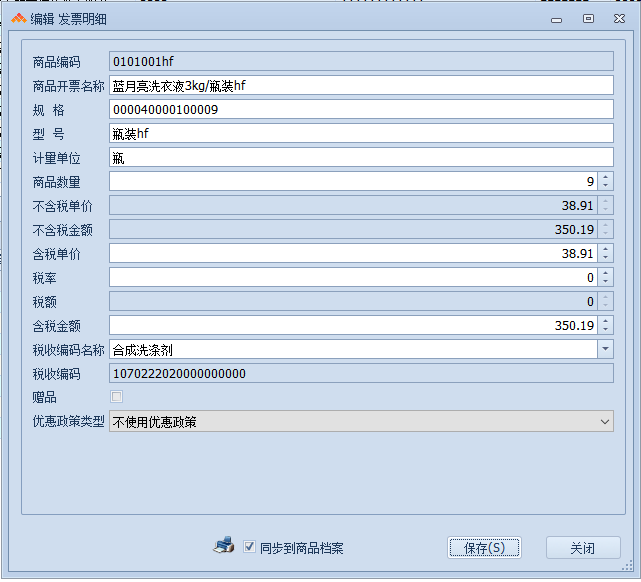 编辑 发票明细
商品编码 0101001hf
商品开票名称 蓝月亮洗衣液3kg/瓶装hf
规 格 000040000100009
型 号 瓶装hf
计量单位 瓶
商品数量 9
不含税单价 38.91
不含税金额 350.19
含税单价 38.91
税率 0
税额 0
含税金额 350.19
税收编码名称 合成洗涤剂
税收编码 1070222020000000000
赠品
优惠政策类型 不使用优惠政策
同步到商品档案 保存(S) 关闭